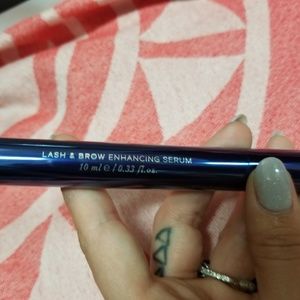 LASH & BROW ENHANCING SERUM
10 ml ℮ / 0.33 fl.oz.